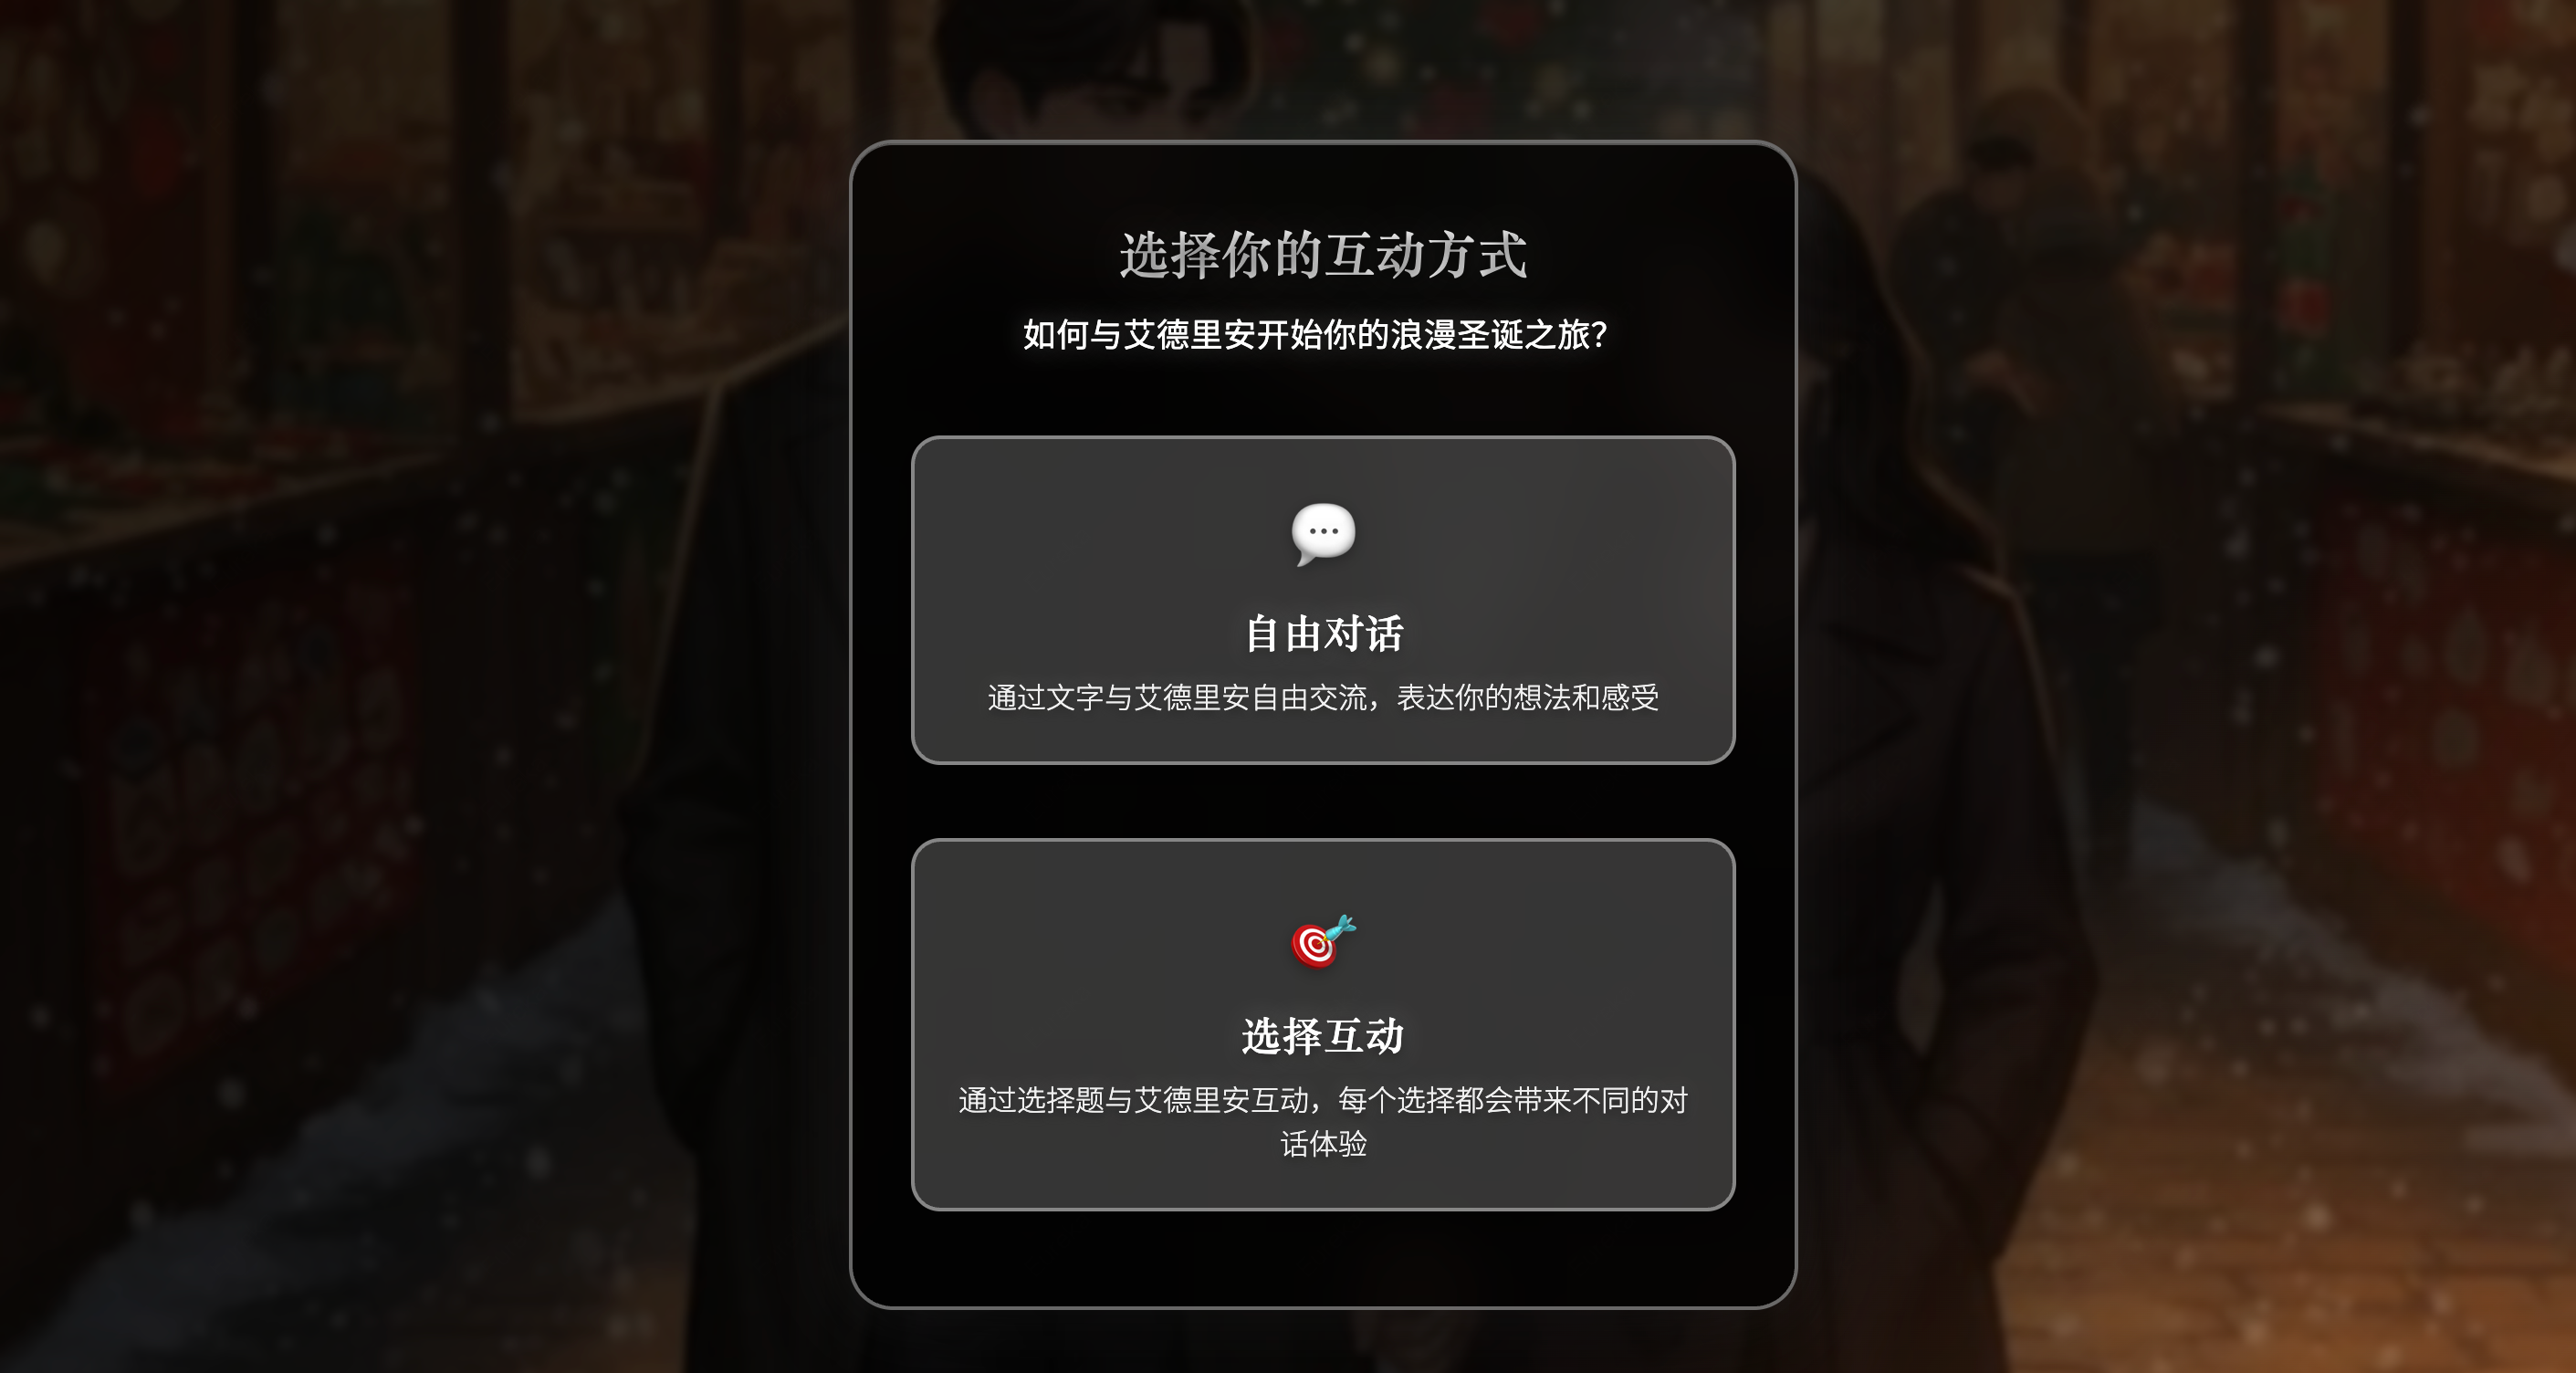 选择你的互动方式
如何与艾德里安开始你的浪漫圣诞之旅？
自由对话
通过文字与艾德里安自由交流，表达你的想法和感受
选择互动
通过选择题与艾德里安互动，每个选择都会带来不同的对
话体验